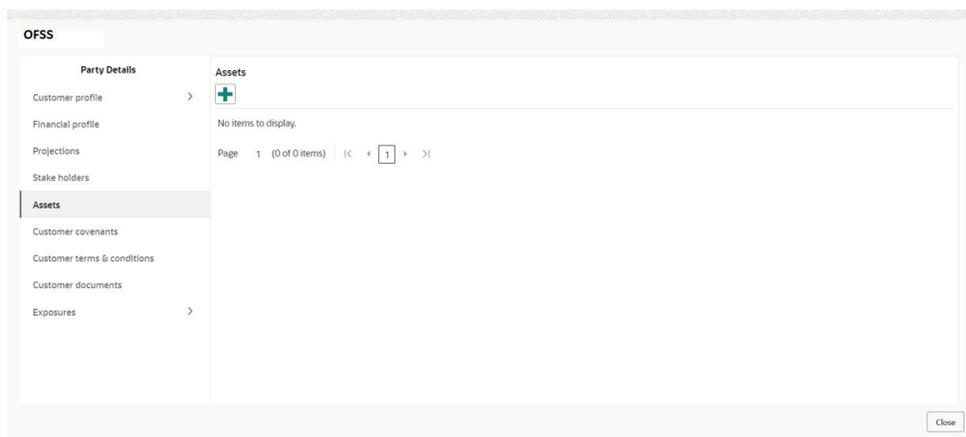 OFSS
Party Details
Customer profile
Financial profile
Projections
Stake holders
Assets
Customer covenants
Customer terms & conditions
Customer documents
Exposures
Assets
No items to display.
Page 1 (0 of 0 items) 1
Close